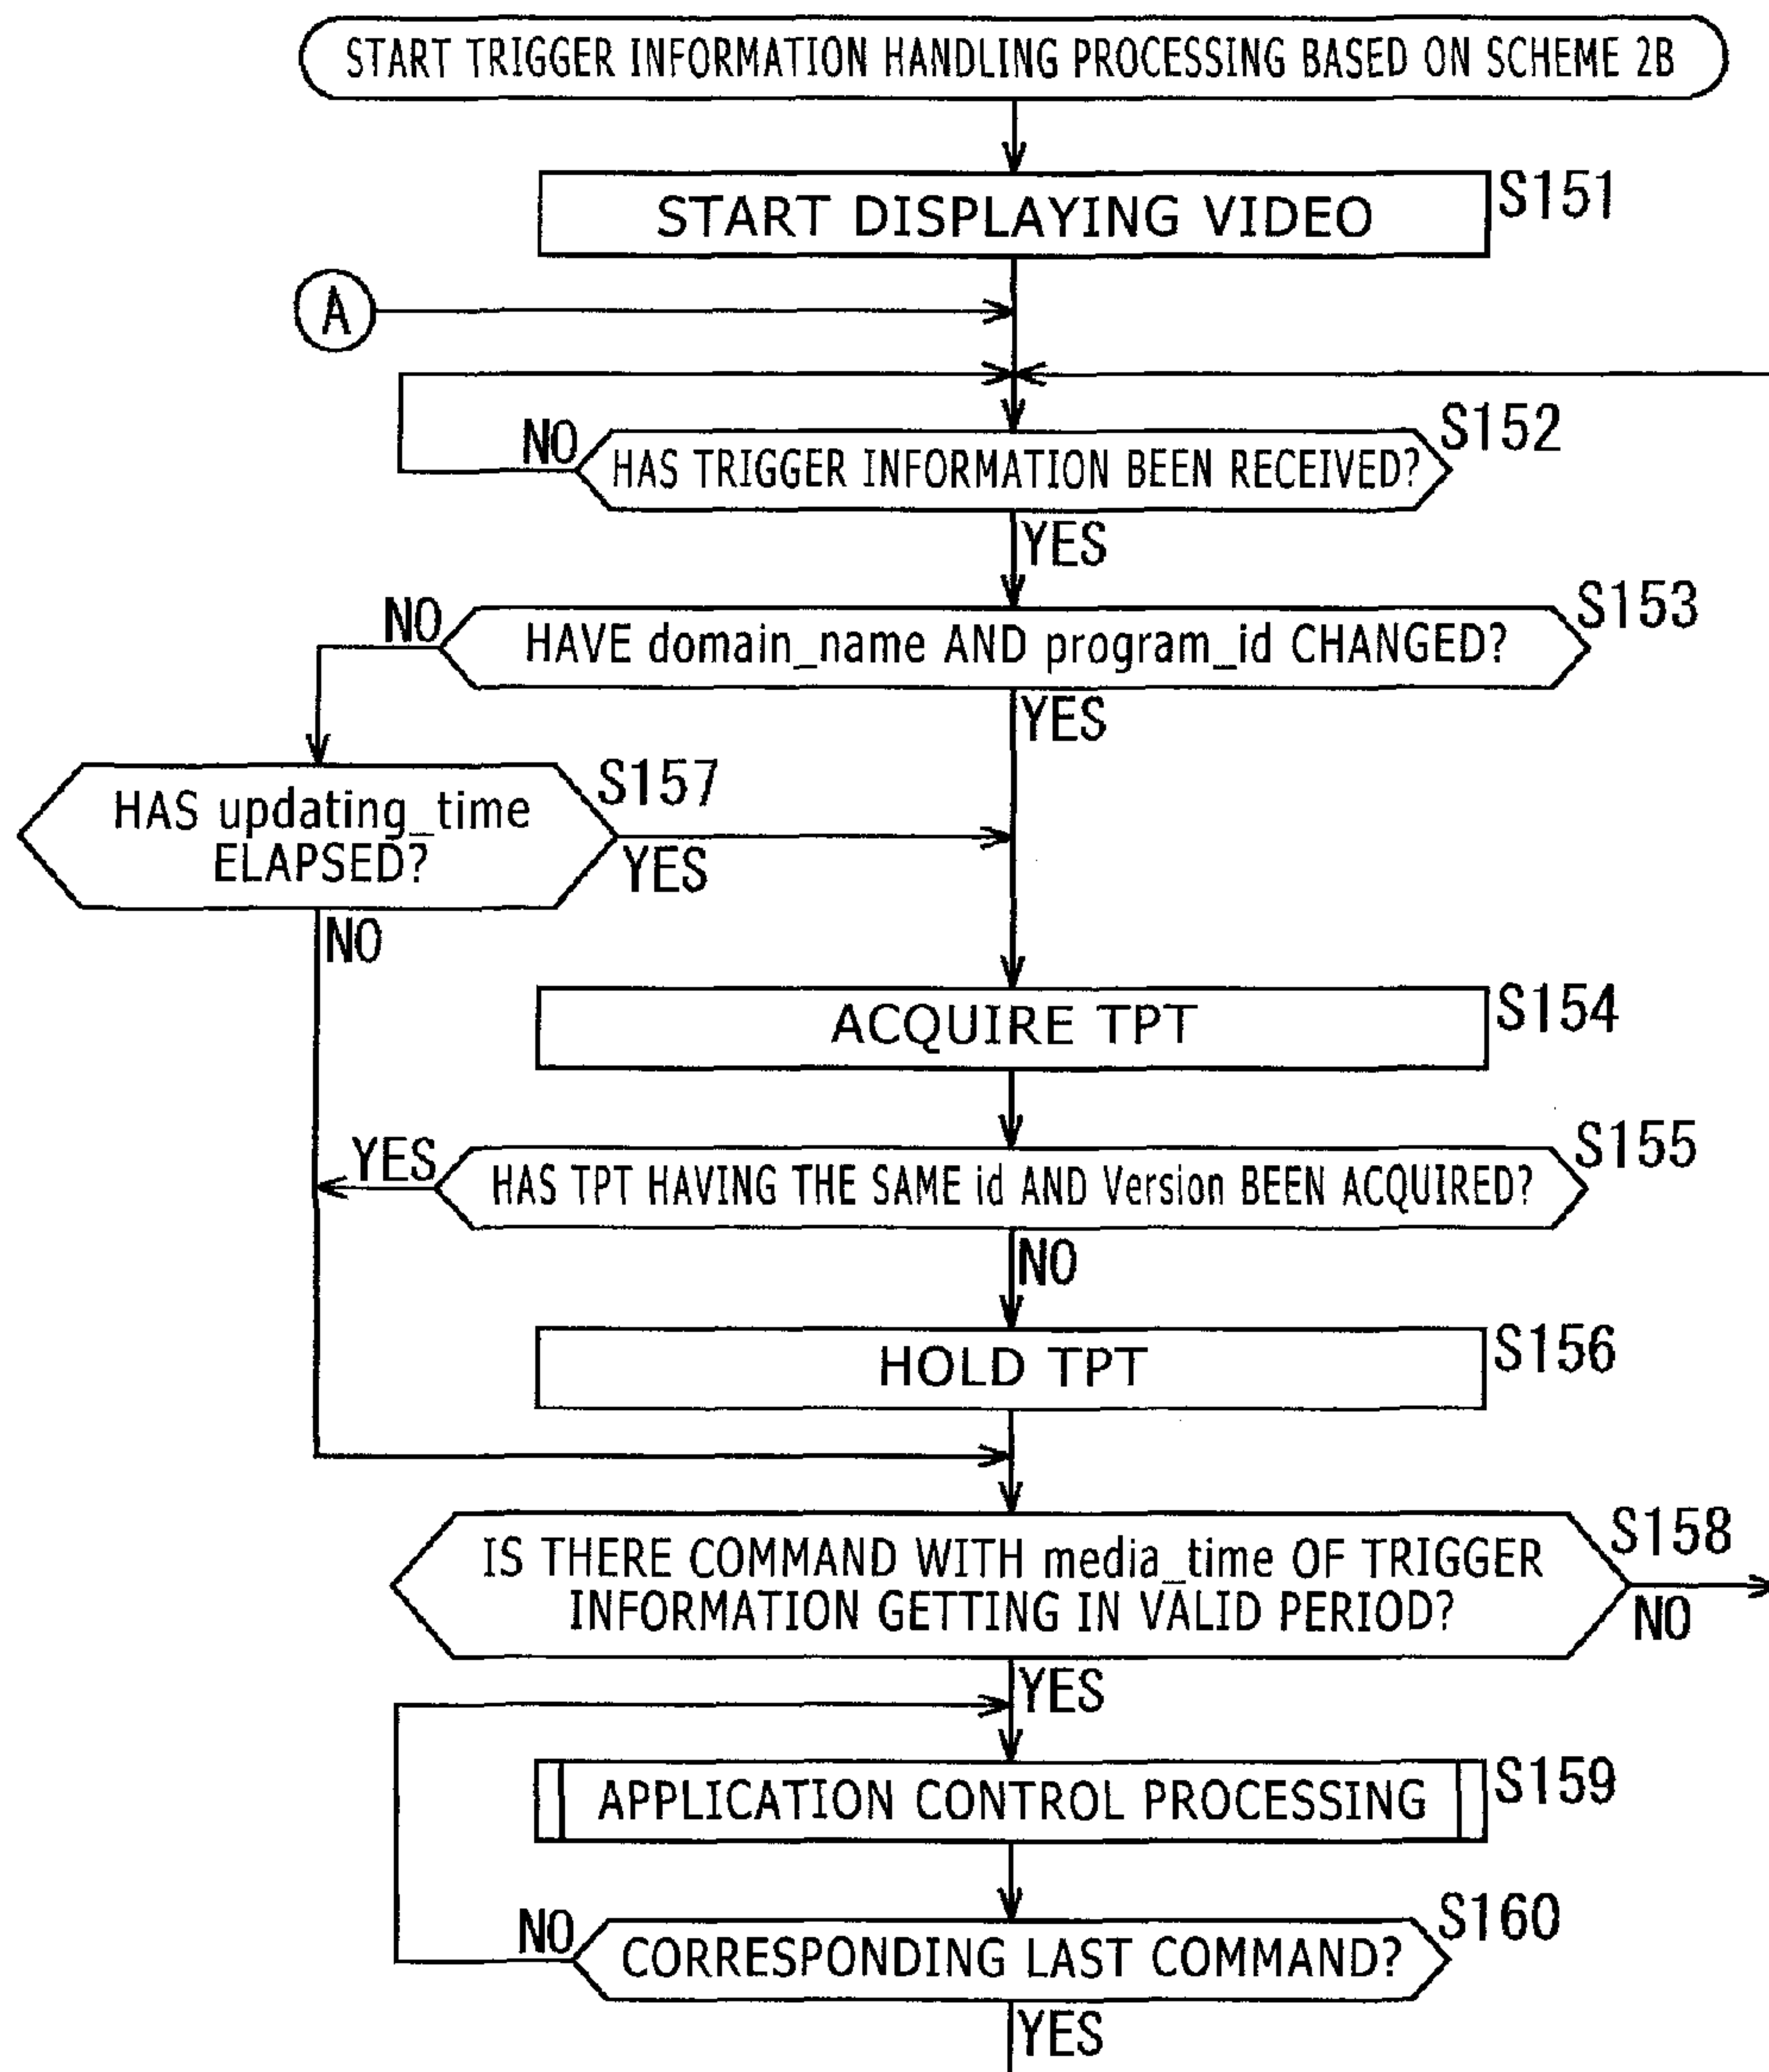 START TRIGGER INFORMATION HANDLING PROCESSING BASED ON SCHEME 2B
START DISPLAYING VIDEO
S151
A
NO
HAS TRIGGER INFORMATION BEEN RECEIVED?
S152
YES
NO
HAVE domain_name AND program_id CHANGED?
S153
YES
HAS updating_time
ELAPSED?
S157
YES
NO
ACQUIRE TPT
S154
YES
HAS TPT HAVING THE SAME id AND Version BEEN ACQUIRED?
S155
NO
HOLD TPT
S156
IS THERE COMMAND WITH media_time OF TRIGGER
INFORMATION GETTING IN VALID PERIOD?
S158
NO
YES
APPLICATION CONTROL PROCESSING
S159
NO
CORRESPONDING LAST COMMAND?
S160
YES